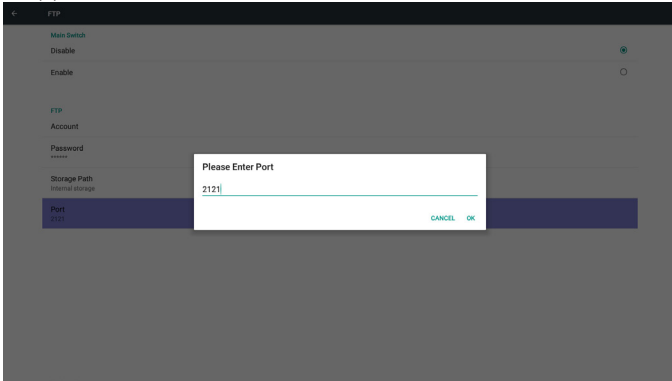 FTP
Main Switch
Disable
Enable
FTP
Account
Password
******
Storage Path
Internal storage
Port
2121
Please Enter Port
2121
CANCEL OK